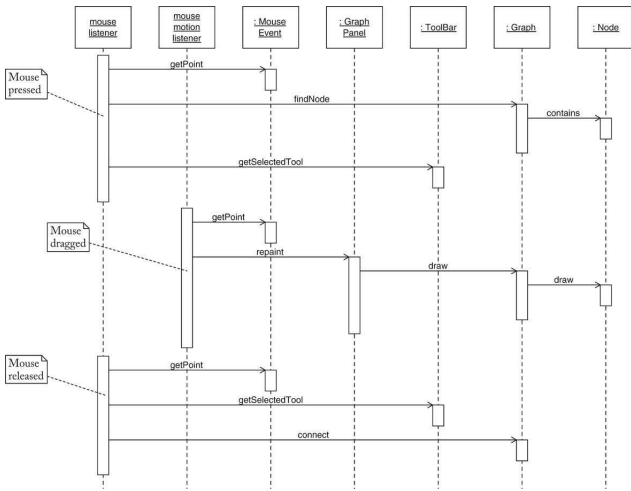 mouse
listener
mouse
motion
listener
: Mouse
Event
: Graph
Panel
: ToolBar
: Graph
: Node
Mouse
pressed
getPoint
findNode
contains
getSelectedTool
Mouse
dragged
getPoint
repaint
draw
draw
Mouse
released
getPoint
getSelectedTool
connect